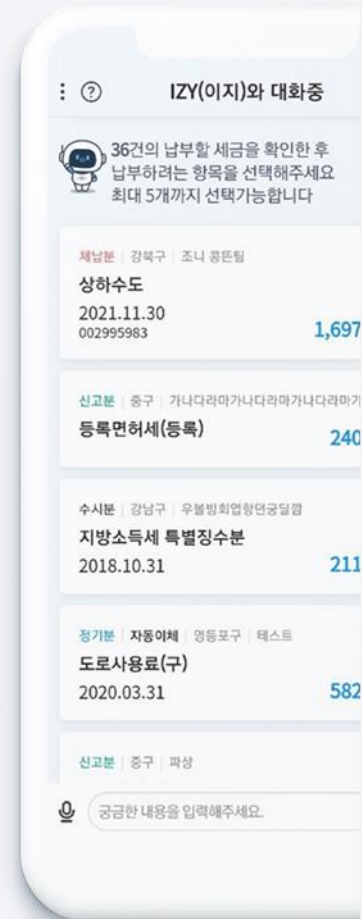 IZY(이지)와 대화중
36건의 납부할 세금을 확인한 후
납부하려는 항목을 선택해주세요
최대 5개까지 선택가능합니다
체납분 | 강북구 | 조니 콩뜬팅
상하수도
2021.11.30
002995983
1,697
신고분 | 중구 | 가나다라마가나다라마가나다라마가
등록면허세(등록)
240
수시분 | 강남구 | 우볼빙회업항던궁딜깜
지방소득세 특별징수분
2018.10.31
211
정기분 | 자동이체 | 영등포구 | 테스트
도로사용료(구)
2020.03.31
582
신고분 | 중구 | 파상
궁금한 내용을 입력해주세요.